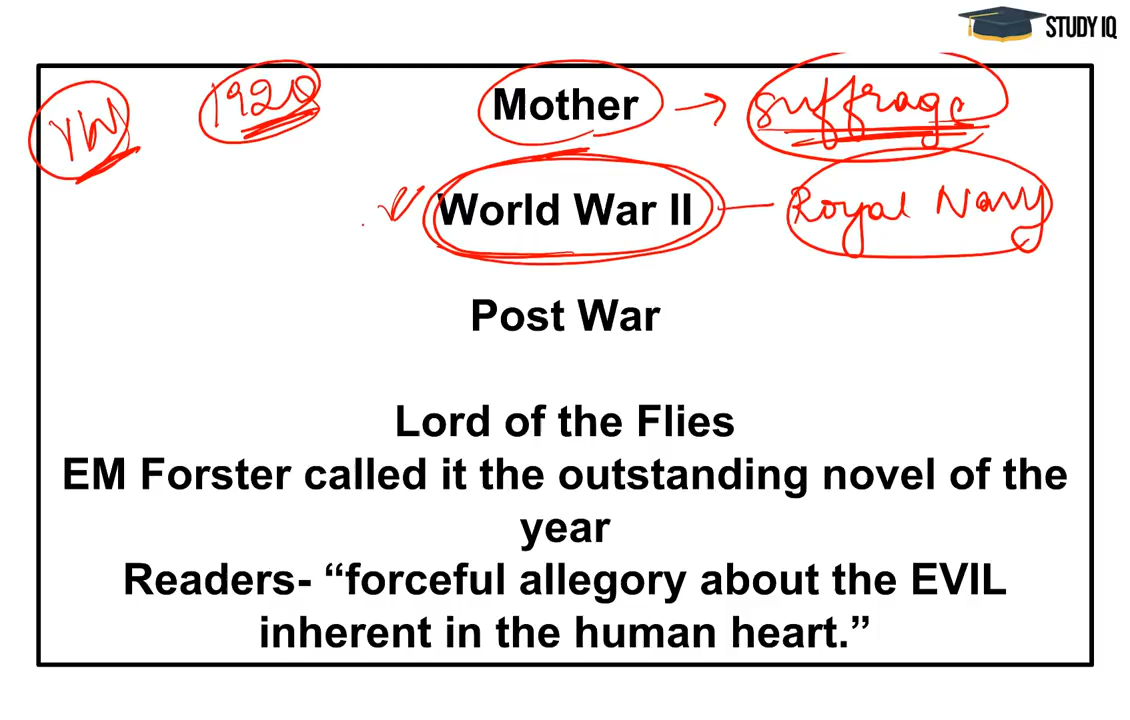 STUDY IQ
1920 Mother → suffrage
World War II — Royal Navy
Post War
Lord of the Flies
EM Forster called it the outstanding novel of the
year
Readers- “forceful allegory about the EVIL
inherent in the human heart.”